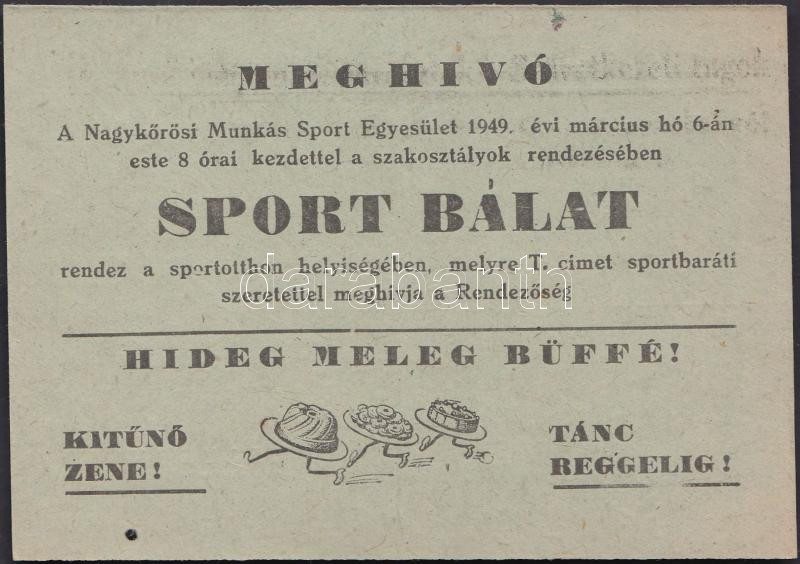 MEGHIVÓ
A Nagykőrösi Munkás Sport Egyesület 1949. évi március hó 6-án
este 8 órai kezdettel a szakosztályok rendezésében
SPORT BÁLAT
rendez a sportotthon helyiségében, melyre T. cimet sportbaráti
szeretettel meghivja a Rendezőség
darabanth
HIDEG MELEG BÜFFÉ!
KITŰNŐ
ZENE!
TÁNC
REGGELIG!